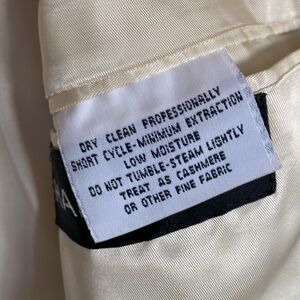 DRY CLEAN PROFESSIONALLY
SHORT CYCLE-MINIMUM EXTRACTION
LOW MOISTURE
DO NOT TUMBLE-STEAM LIGHTLY
TREAT AS CASHMERE
OR OTHER FINE FABRIC